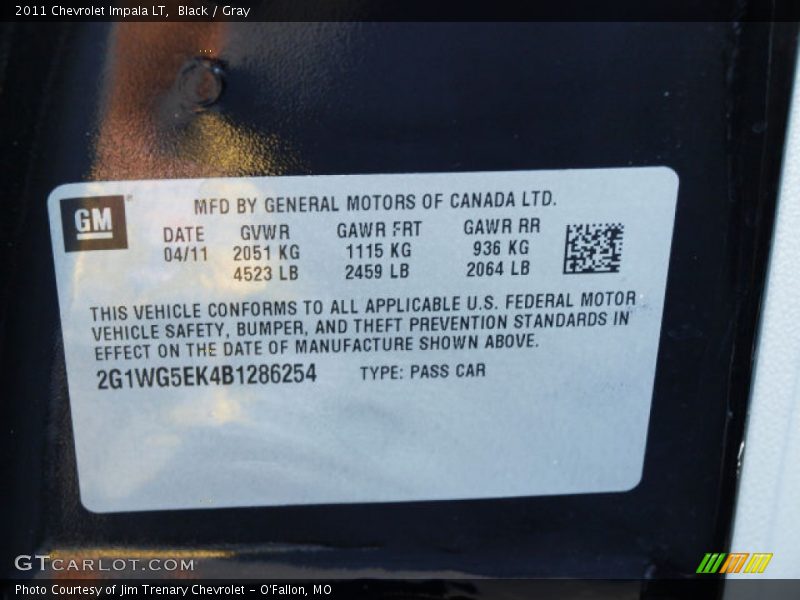 2011 Chevrolet Impala LT, Black / Gray
GM
MFD BY GENERAL MOTORS OF CANADA LTD.
DATE GVWR GAWR FRT GAWR RR
04/11 2051 KG 1115 KG 936 KG
4523 LB 2459 LB 2064 LB
THIS VEHICLE CONFORMS TO ALL APPLICABLE U.S. FEDERAL MOTOR
VEHICLE SAFETY, BUMPER, AND THEFT PREVENTION STANDARDS IN
EFFECT ON THE DATE OF MANUFACTURE SHOWN ABOVE.
2G1WG5EK4B1286254 TYPE: PASS CAR
GTCARLOT.COM
Photo Courtesy of Jim Trenary Chevrolet - O'Fallon, MO